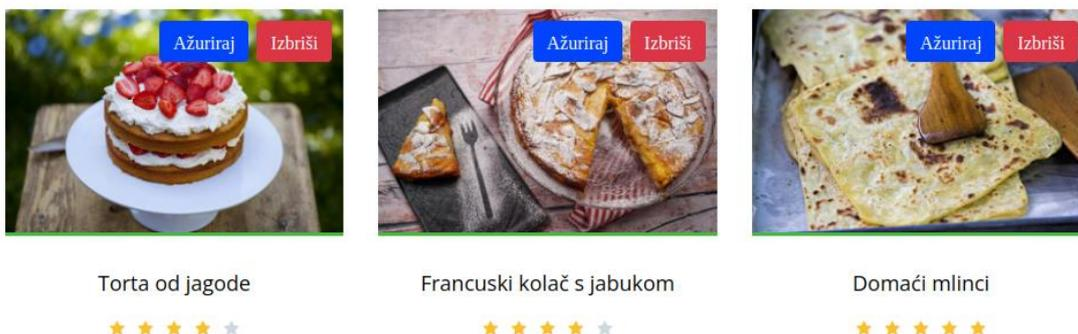 Ažuriraj Izbriši Ažuriraj Izbriši Ažuriraj Izbriši
Torta od jagode Francuski kolač s jabukom Domaći mlinci